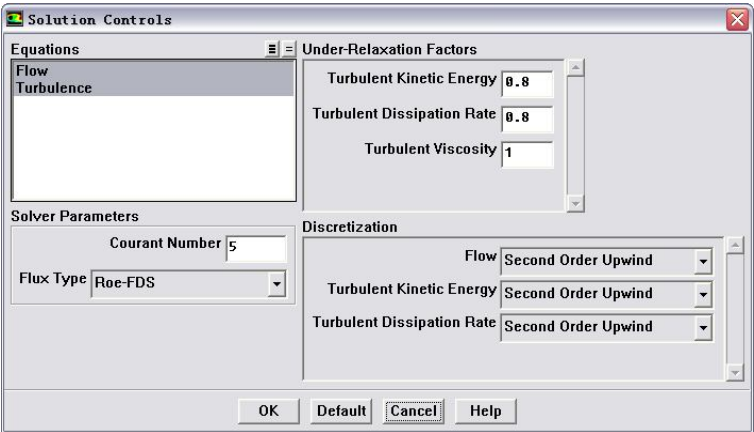 Solution Controls
Equations
Flow
Turbulence
Under-Relaxation Factors
Turbulent Kinetic Energy 0.8
Turbulent Dissipation Rate 0.8
Turbulent Viscosity 1
Solver Parameters
Courant Number 5
Flux Type Roe-FDS
Discretization
Flow Second Order Upwind
Turbulent Kinetic Energy Second Order Upwind
Turbulent Dissipation Rate Second Order Upwind
OK Default Cancel Help